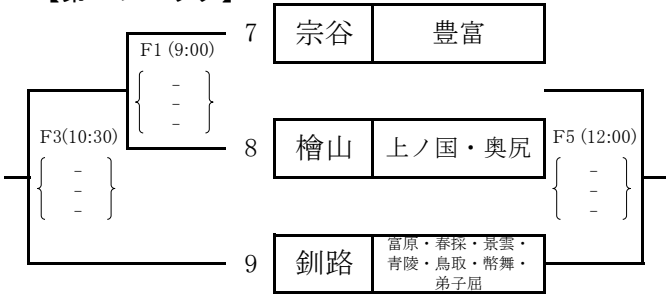 7 宗谷 豊富
F1 (9:00)
-
-
-
8 檜山 上ノ国・奥尻
F3(10:30)
-
-
-
F5 (12:00)
-
-
-
9 釧路 富原・春採・景雲・
青陵・鳥取・幣舞・
弟子屈